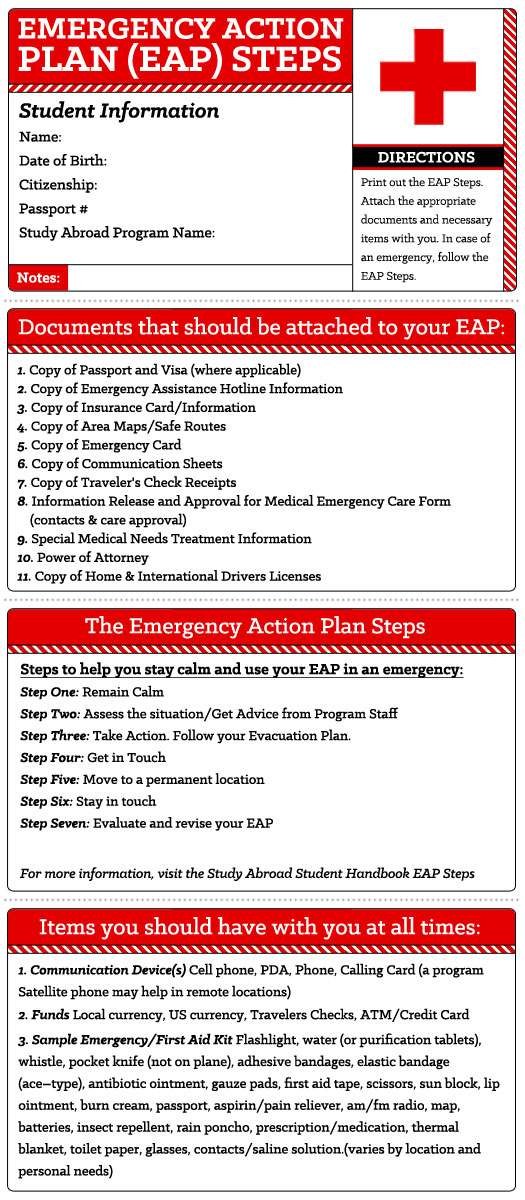 EMERGENCY ACTION
PLAN (EAP) STEPS
Student Information
Name:
Date of Birth:
Citizenship:
Passport #
Study Abroad Program Name:
Notes:
DIRECTIONS
Print out the EAP Steps.
Attach the appropriate
documents and necessary
items with you. In case of
an emergency, follow the
EAP Steps.
Documents that should be attached to your EAP:
1. Copy of Passport and Visa (where applicable)
2. Copy of Emergency Assistance Hotline Information
3. Copy of Insurance Card/Information
4. Copy of Area Maps/Safe Routes
5. Copy of Emergency Card
6. Copy of Communication Sheets
7. Copy of Traveler's Check Receipts
8. Information Release and Approval for Medical Emergency Care Form
(contacts & care approval)
9. Special Medical Needs Treatment Information
10. Power of Attorney
11. Copy of Home & International Drivers Licenses
The Emergency Action Plan Steps
Steps to help you stay calm and use your EAP in an emergency:
Step One: Remain Calm
Step Two: Assess the situation/Get Advice from Program Staff
Step Three: Take Action. Follow your Evacuation Plan.
Step Four: Get in Touch
Step Five: Move to a permanent location
Step Six: Stay in touch
Step Seven: Evaluate and revise your EAP
For more information, visit the Study Abroad Student Handbook EAP Steps
Items you should have with you at all times:
1. Communication Device(s) Cell phone, PDA, Phone, Calling Card (a program
Satellite phone may help in remote locations)
2. Funds Local currency, US currency, Travelers Checks, ATM/Credit Card
3. Sample Emergency/First Aid Kit Flashlight, water (or purification tablets),
whistle, pocket knife (not on plane), adhesive bandages, elastic bandage
(ace—type), antibiotic ointment, gauze pads, first aid tape, scissors, sun block, lip
ointment, burn cream, passport, aspirin/pain reliever, am/fm radio, map,
batteries, insect repellent, rain poncho, prescription/medication, thermal
blanket, toilet paper, glasses, contacts/saline solution.(varies by location and
personal needs)